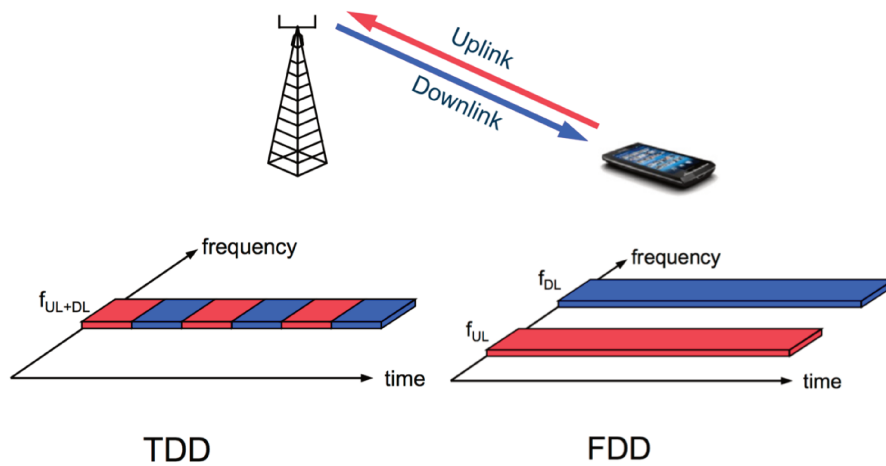 Uplink
Downlink
frequency
f_UL+DL
time
TDD
frequency
f_DL
f_UL
time
FDD